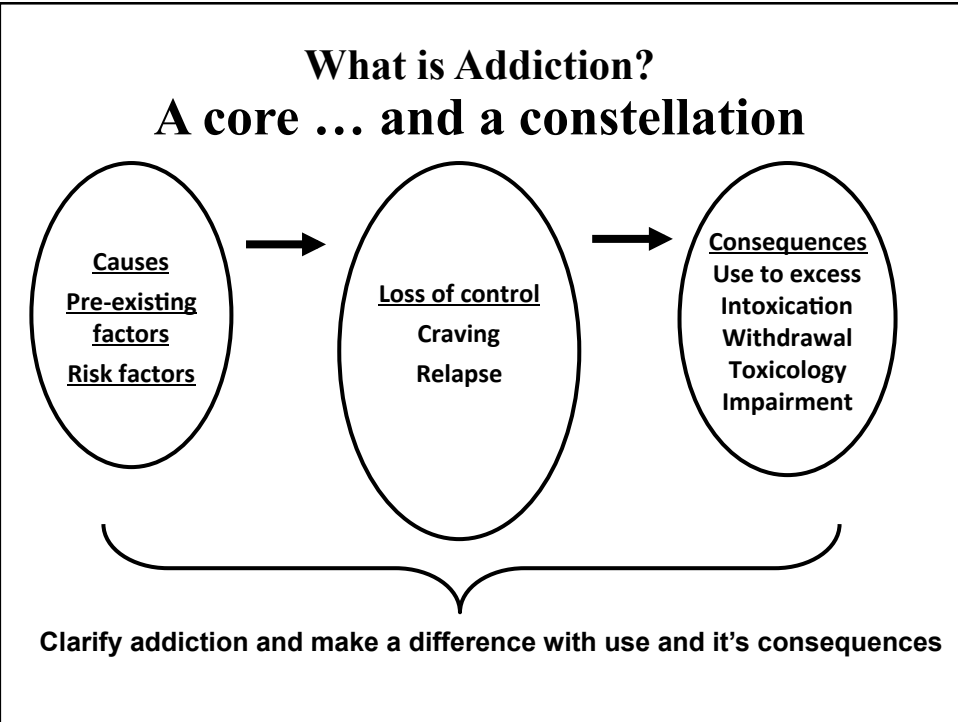 What is Addiction?
A core … and a constellation
Causes
Pre-existing
factors
Risk factors
Loss of control
Craving
Relapse
Consequences
Use to excess
Intoxication
Withdrawal
Toxicology
Impairment
Clarify addiction and make a difference with use and it’s consequences